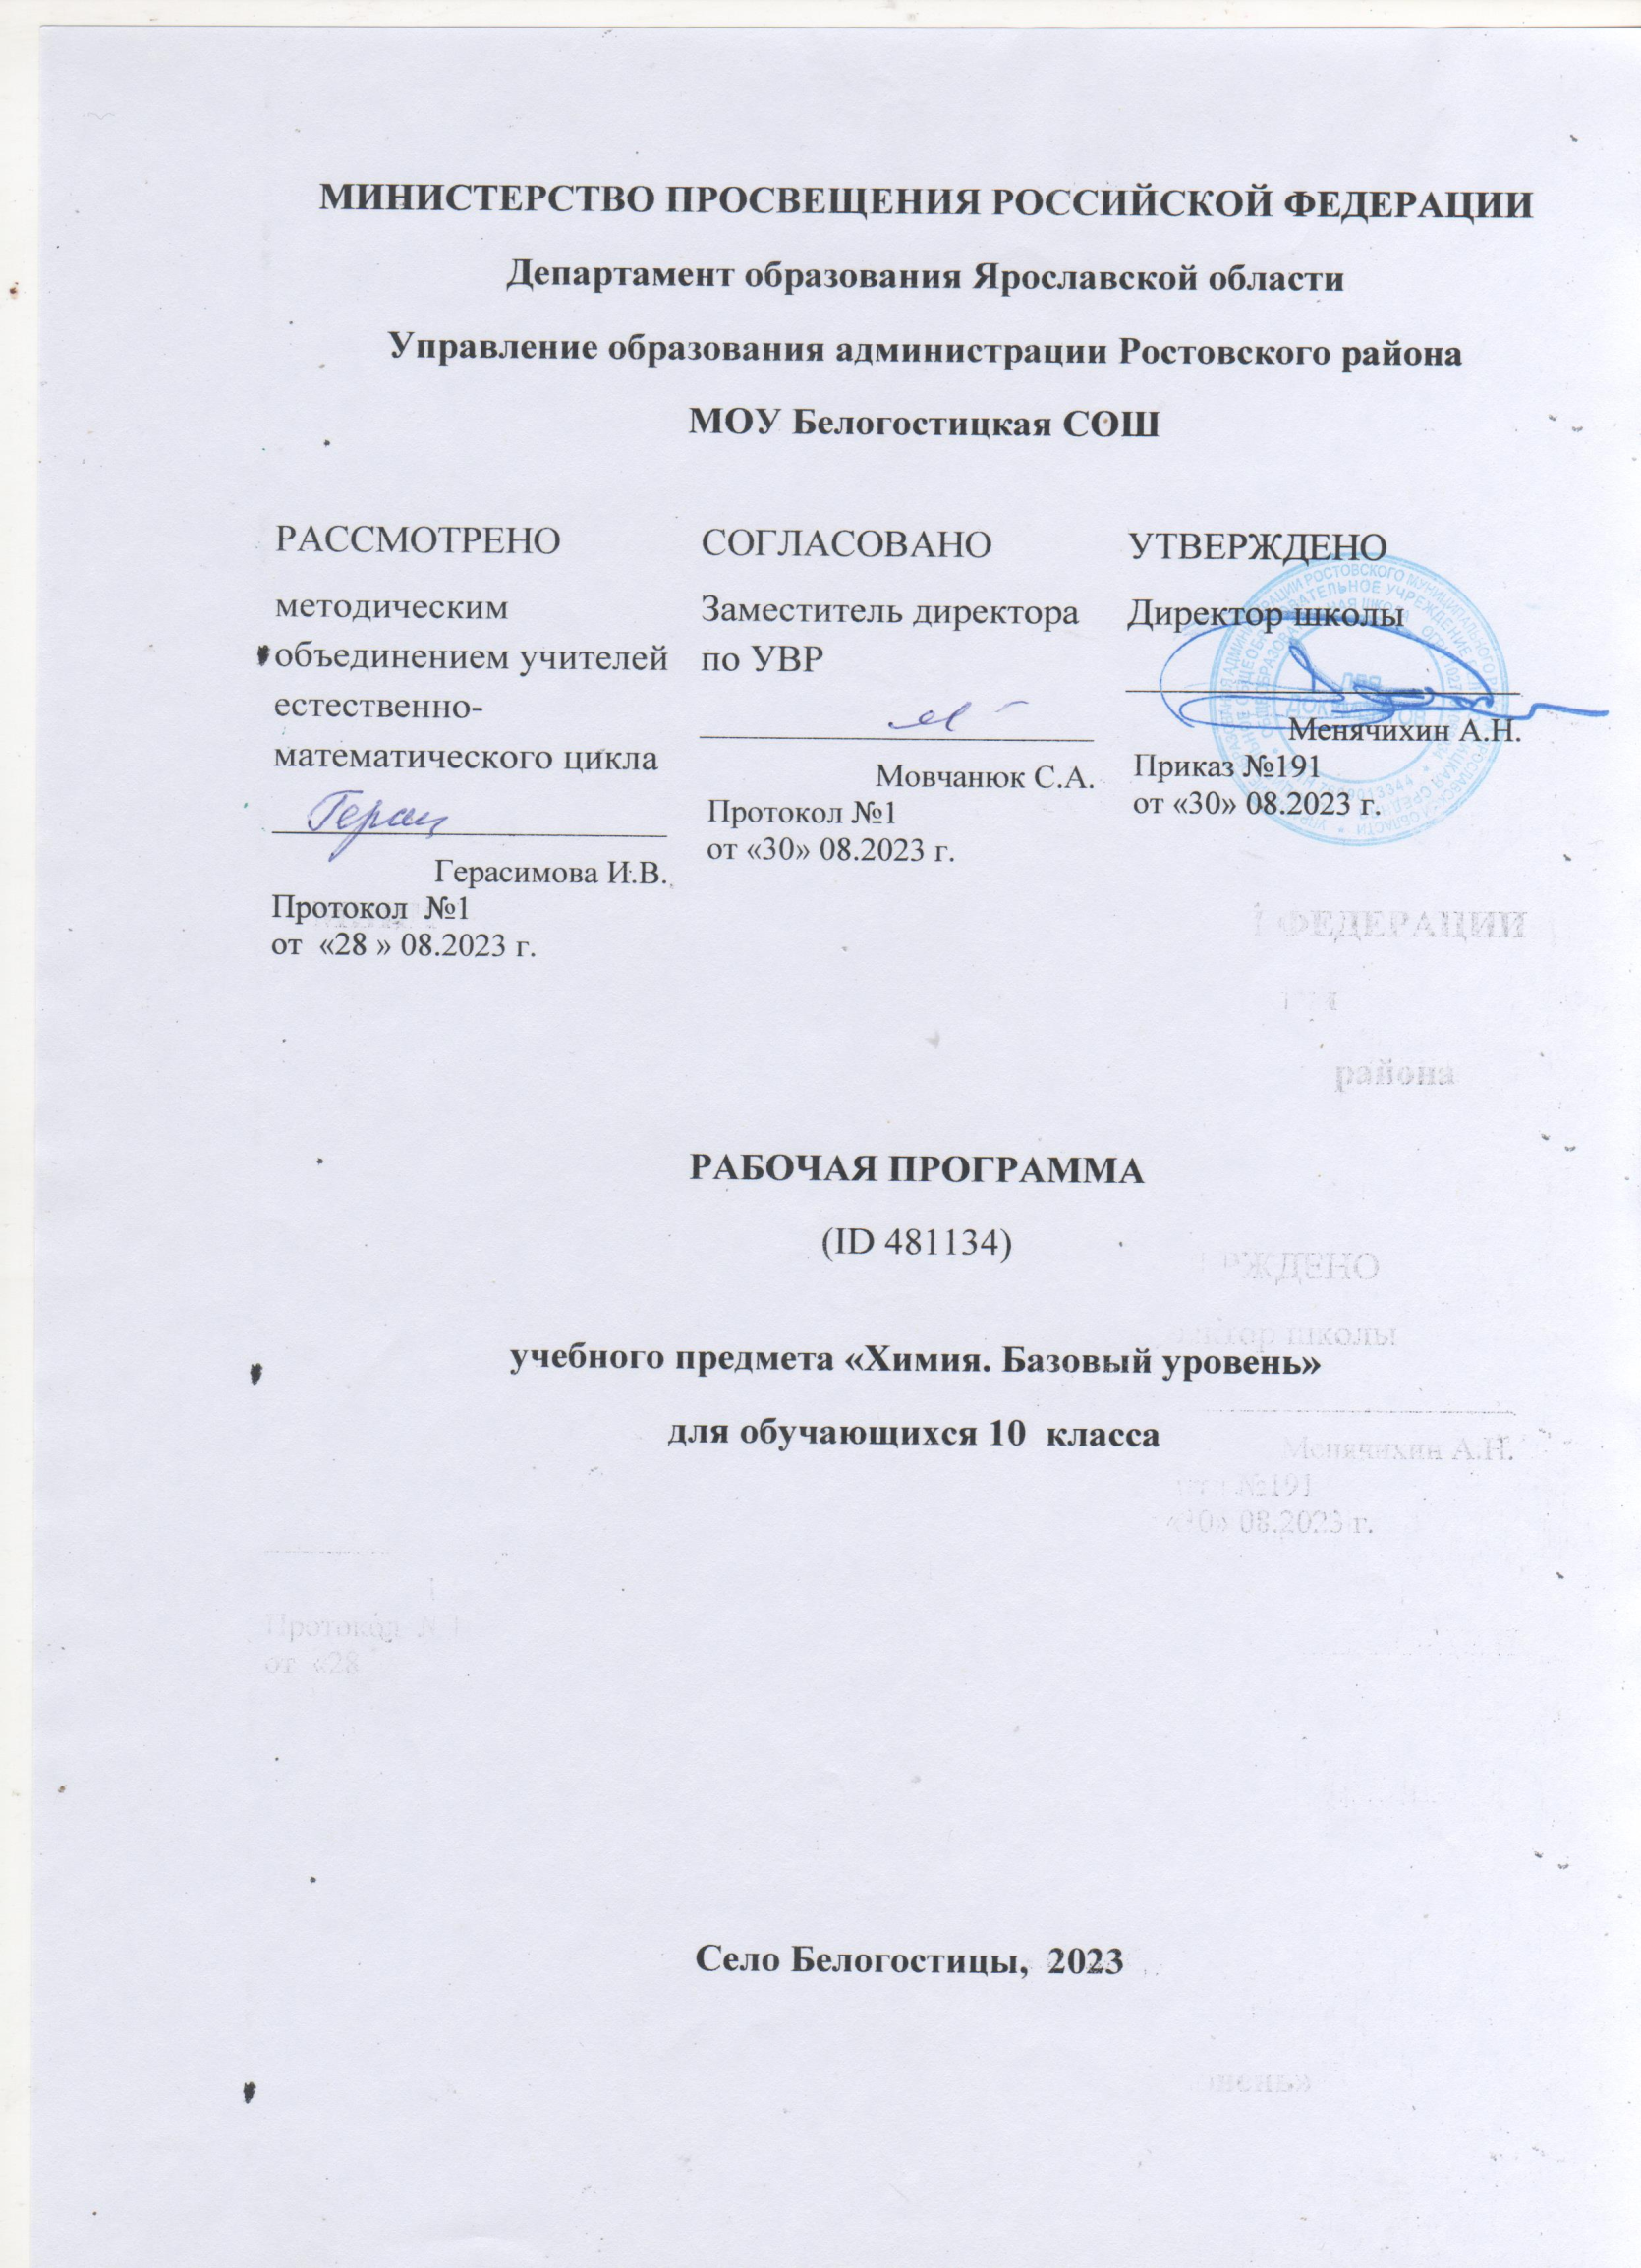 МИНИСТЕРСТВО ПРОСВЕЩЕНИЯ РОССИЙСКОЙ ФЕДЕРАЦИИ
Департамент образования Ярославской области
Управление образования администрации Ростовского района
МОУ Белогостицкая СОШ
РАССМОТРЕНО
методическим
объединением учителей
естественно-
математического цикла
Герасимова И.В.
Протокол №1
от «28 » 08.2023 г.
СОГЛАСОВАНО
Заместитель директора
по УВР
Мовчанюк С.А.
Протокол №1
от «30» 08.2023 г.
УТВЕРЖДЕНО
Директор школы
Менячихин А.Н.
Приказ №191
от «30» 08.2023 г.
РАБОЧАЯ ПРОГРАММА
(ID 481134)
учебного предмета «Химия. Базовый уровень»
для обучающихся 10 класса
Село Белогостицы, 2023